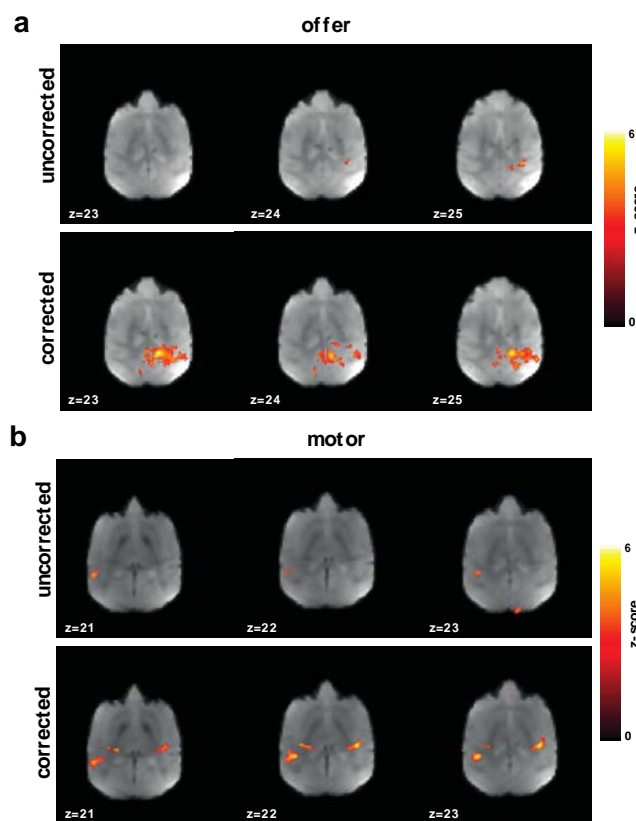 a
offer
uncorrected
z=23
z=24
z=25
6
0
corrected
z=23
z=24
z=25
b
motor
uncorrected
z=21
z=22
z=23
6
z- score
0
corrected
z=21
z=22
z=23